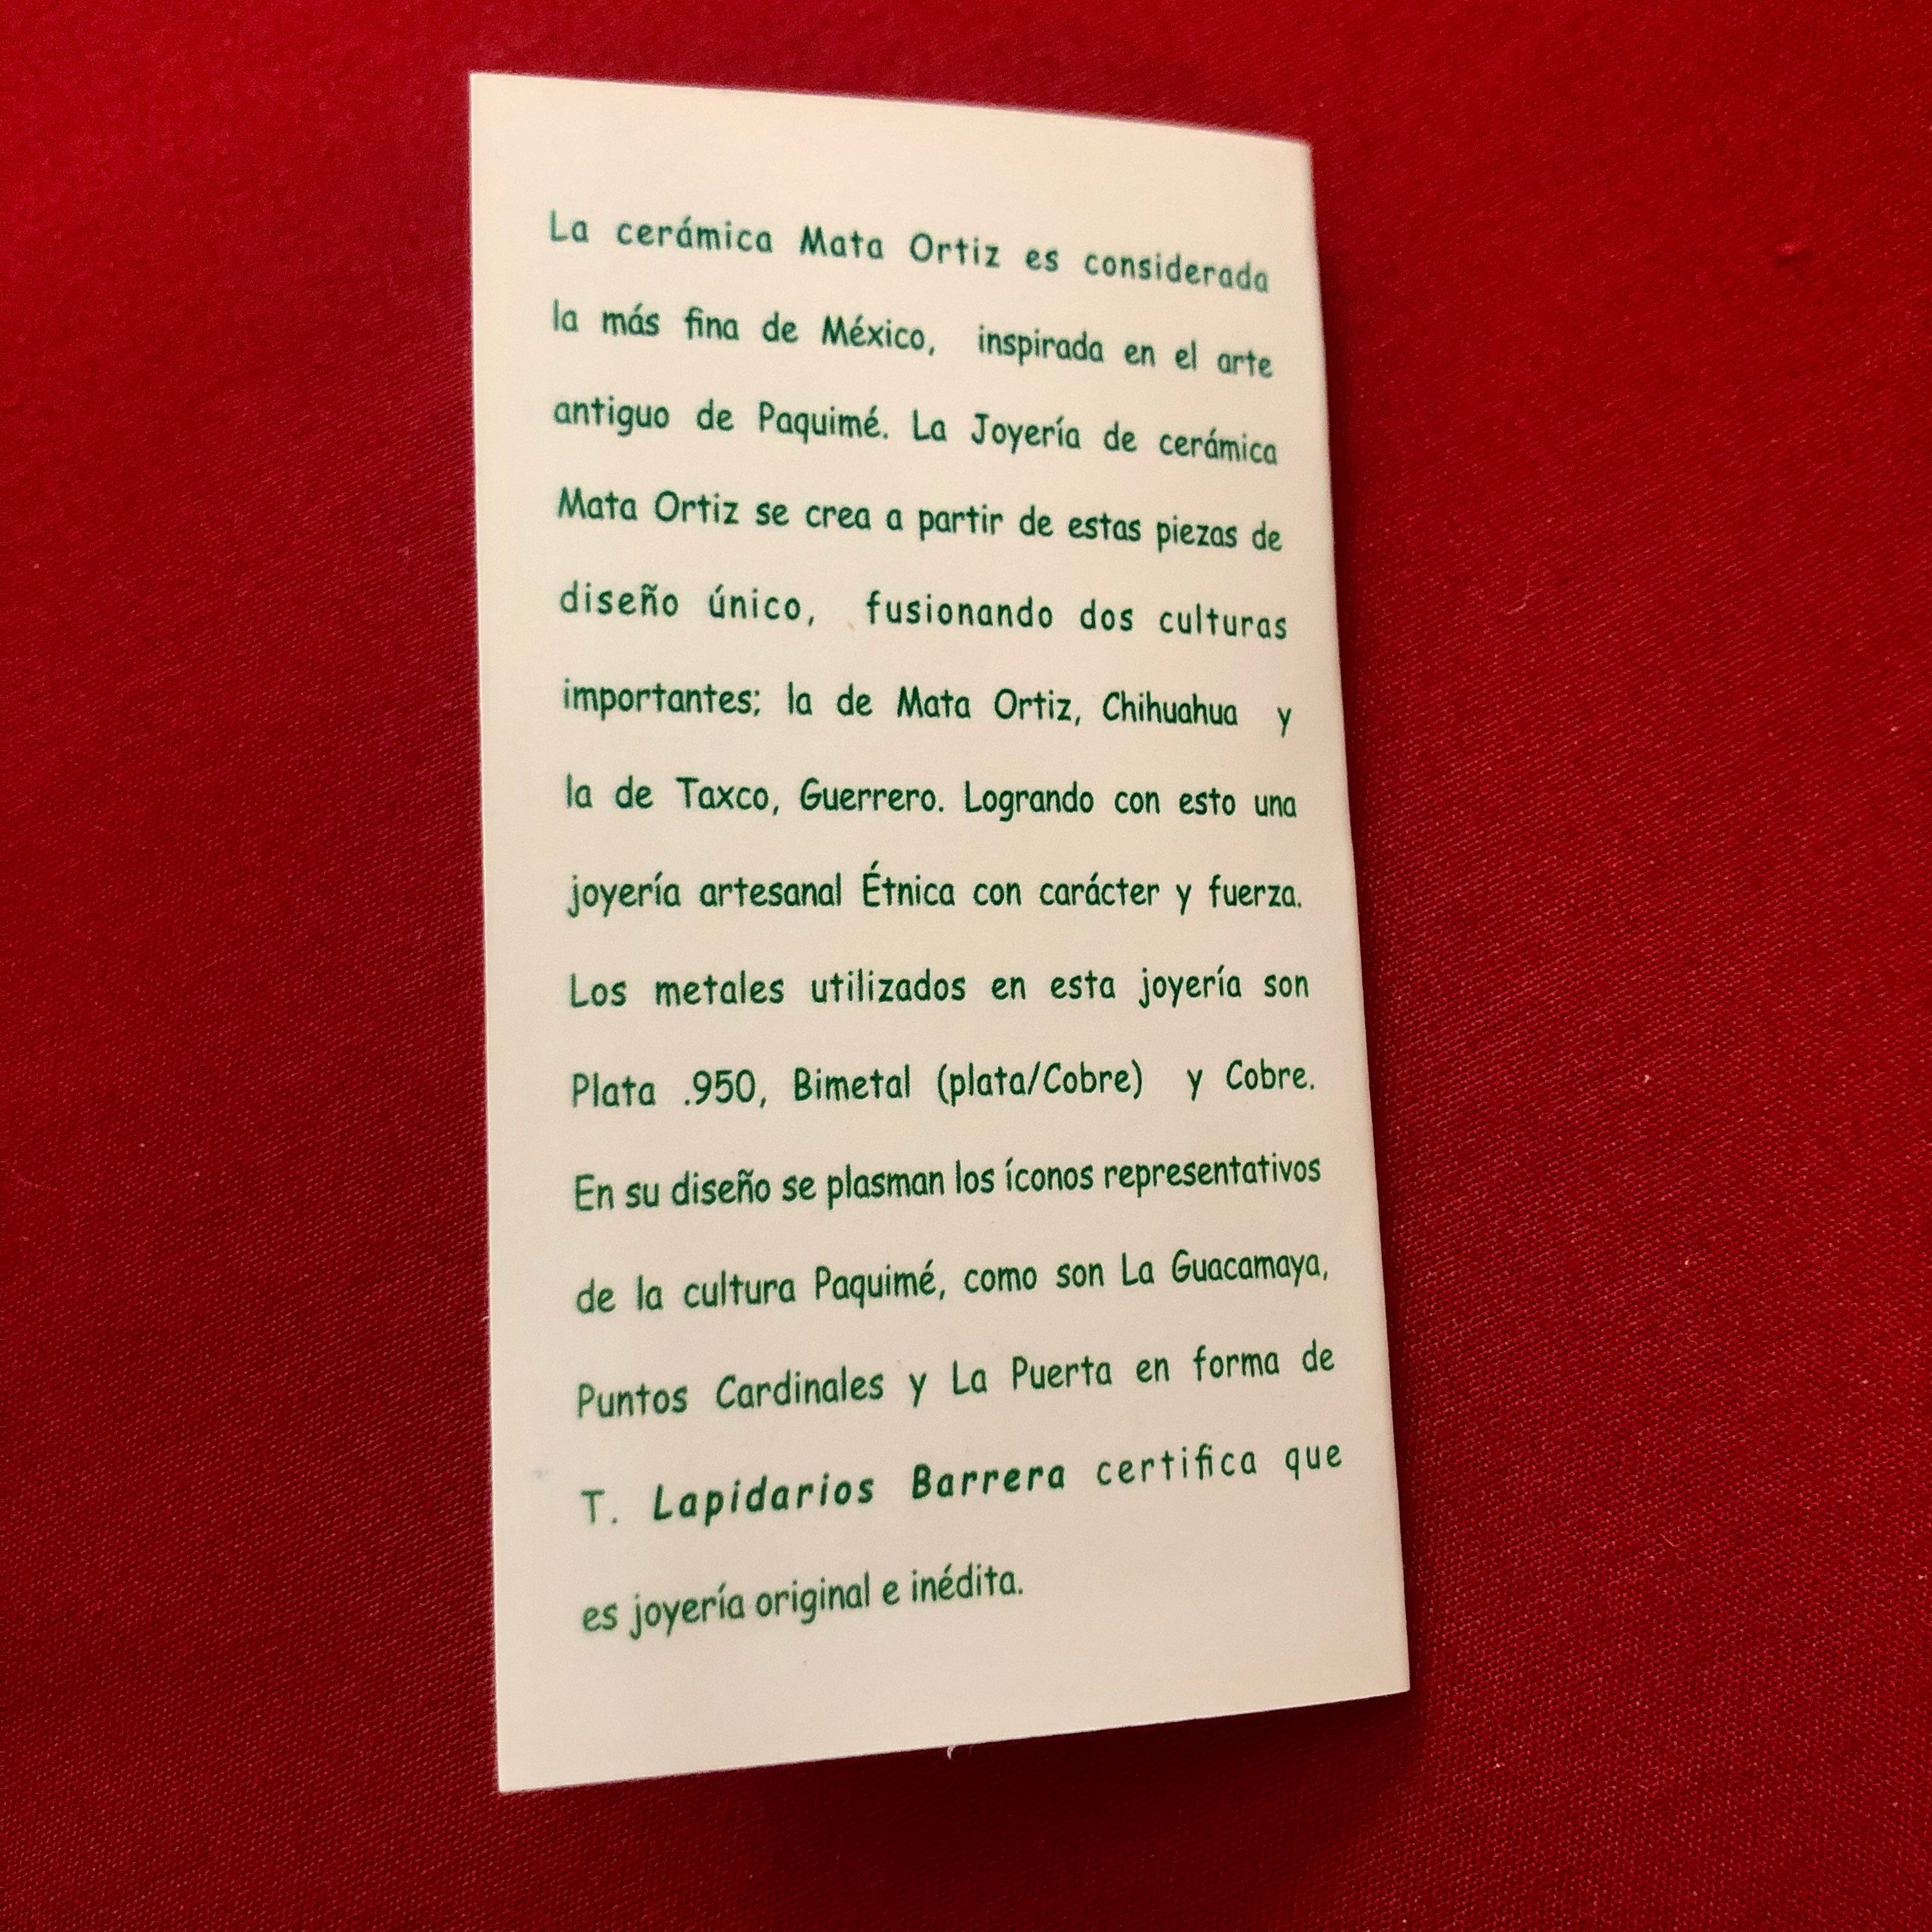 La cerámica Mata Ortiz es considerada
la más fina de México, inspirada en el arte
antiguo de Paquimé. La Joyería de cerámica
Mata Ortiz se crea a partir de estas piezas de
diseño único, fusionando dos culturas
importantes; la de Mata Ortiz, Chihuahua y
la de Taxco, Guerrero. Logrando con esto una
joyería artesanal Étnica con carácter y fuerza.
Los metales utilizados en esta joyería son
Plata .950, Bimetal (plata/Cobre) y Cobre.
En su diseño se plasman los íconos representativos
de la cultura Paquimé, como son La Guacamaya,
Puntos Cardinales y La Puerta en forma de
T. Lapidarios Barrera certifica que
es joyería original e inédita.